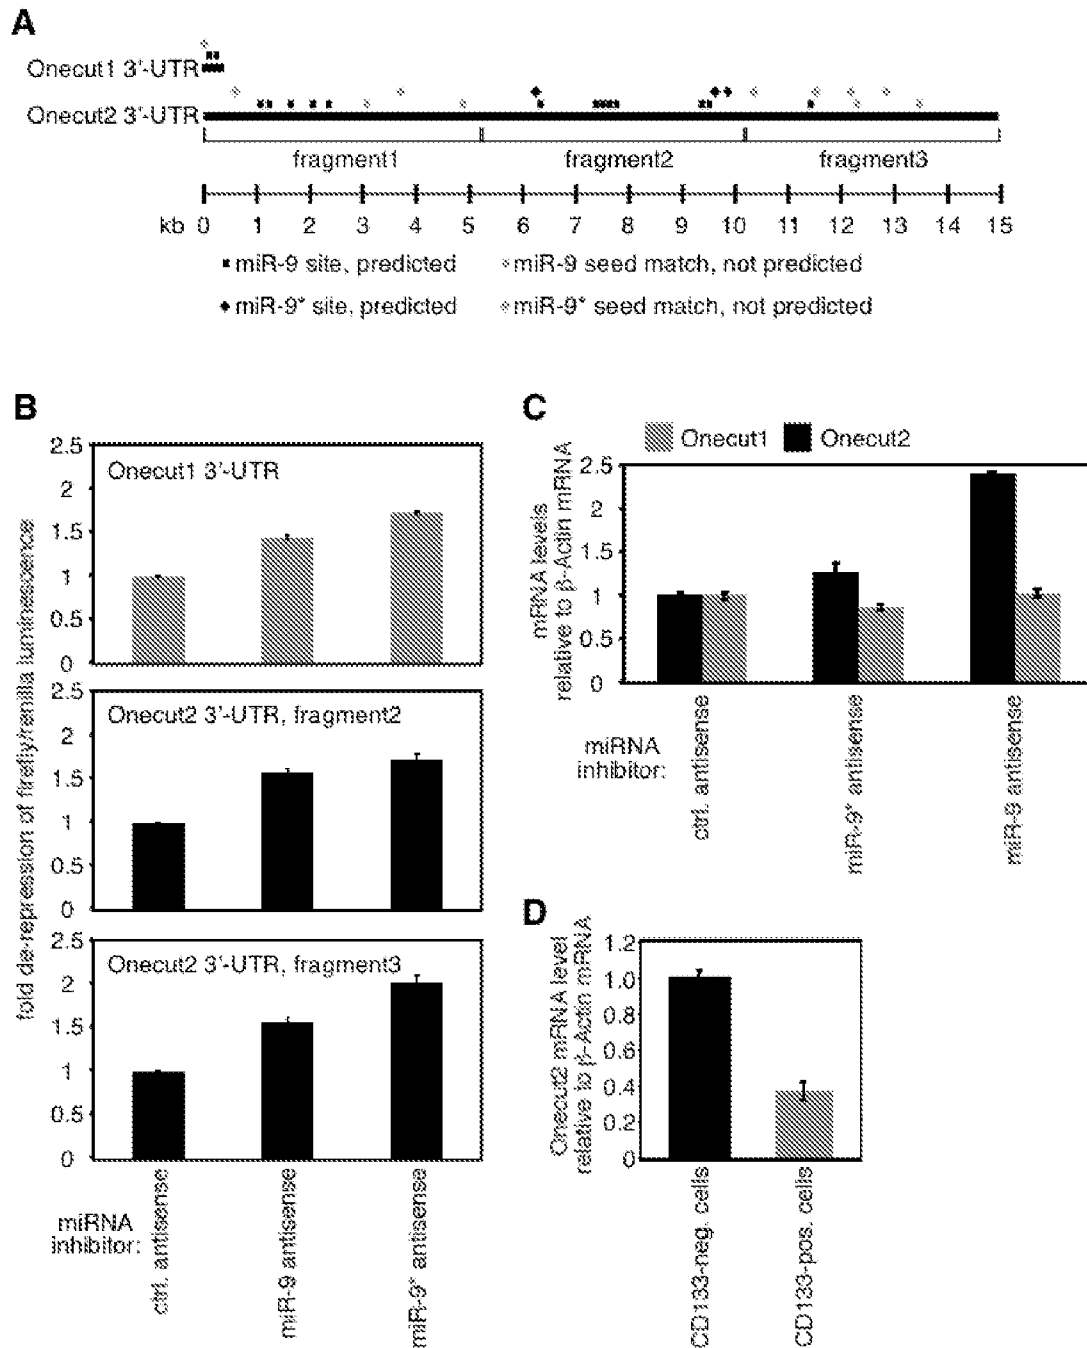 A
Onecut1 3'-UTR
Onecut2 3'-UTR
fragment1 fragment2 fragment3
kb 0 1 2 3 4 5 6 7 8 9 10 11 12 13 14 15
miR-9 site, predicted miR-9 seed match, not predicted
miR-9* site, predicted miR-9* seed match, not predicted
B
fold de-repression of firefly/renilla luminescence
2.5
2
1.5
1
0.5
0
Onecut1 3'-UTR
2.5
2
1.5
1
0.5
0
Onecut2 3'-UTR, fragment2
2.5
2
1.5
1
0.5
0
Onecut2 3'-UTR, fragment3
miRNA
inhibitor:
ctrl. antisense
miR-9 antisense
miR-9* antisense
C
Onecut1 Onecut2
mRNA levels
relative to β-Actin mRNA
2.5
2
1.5
1
0.5
0
miRNA
inhibitor:
ctrl. antisense
miR-9* antisense
miR-9 antisense
D
Onecut2 mRNA level
relative to β-Actin mRNA
1.2
1.0
0.8
0.6
0.4
0.2
0
CD133-neg. cells
CD133-pos. cells